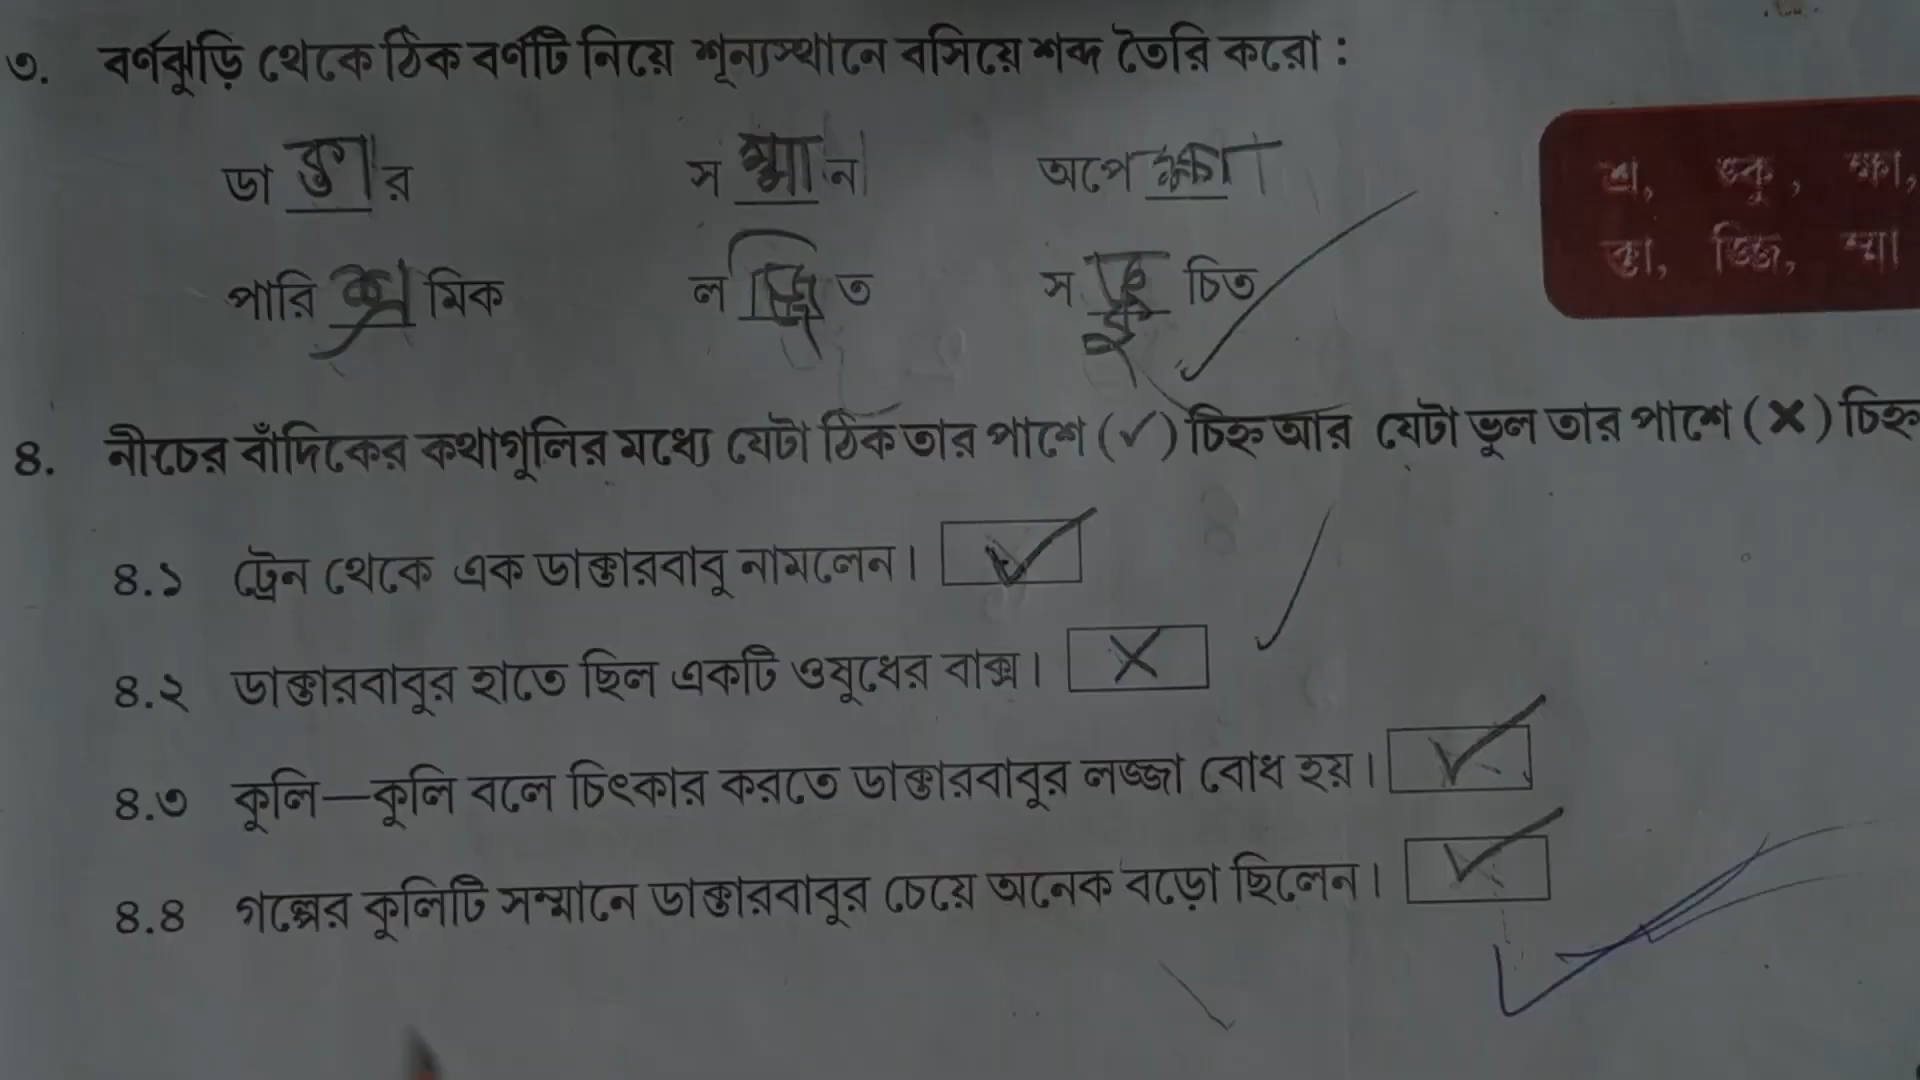 ৩. বর্ণঝুড়ি থেকে ঠিক বর্ণটি নিয়ে শূন্যস্থানে বসিয়ে শব্দ তৈরি করো :
ডা ক্তা র স ম্মা ন অপে ক্ষা
শ্র, ঙকু, ক্ষা,
পারি শ্র মিক ল জ্জি ত স ঙকু চিত
ক্তা, জ্জি, ম্মা
৪. নীচের বাঁদিকের কথাগুলির মধ্যে যেটা ঠিক তার পাশে (✓) চিহ্ন আর যেটা ভুল তার পাশে (✗) চিহ্ন
৪.১ ট্রেন থেকে এক ডাক্তারবাবু নামলেন। ✓
৪.২ ডাক্তারবাবুর হাতে ছিল একটি ওষুধের বাক্স। ✗
৪.৩ কুলি—কুলি বলে চিৎকার করতে ডাক্তারবাবুর লজ্জা বোধ হয়। ✓
৪.৪ গল্পের কুলিটি সম্মানে ডাক্তারবাবুর চেয়ে অনেক বড়ো ছিলেন। ✓